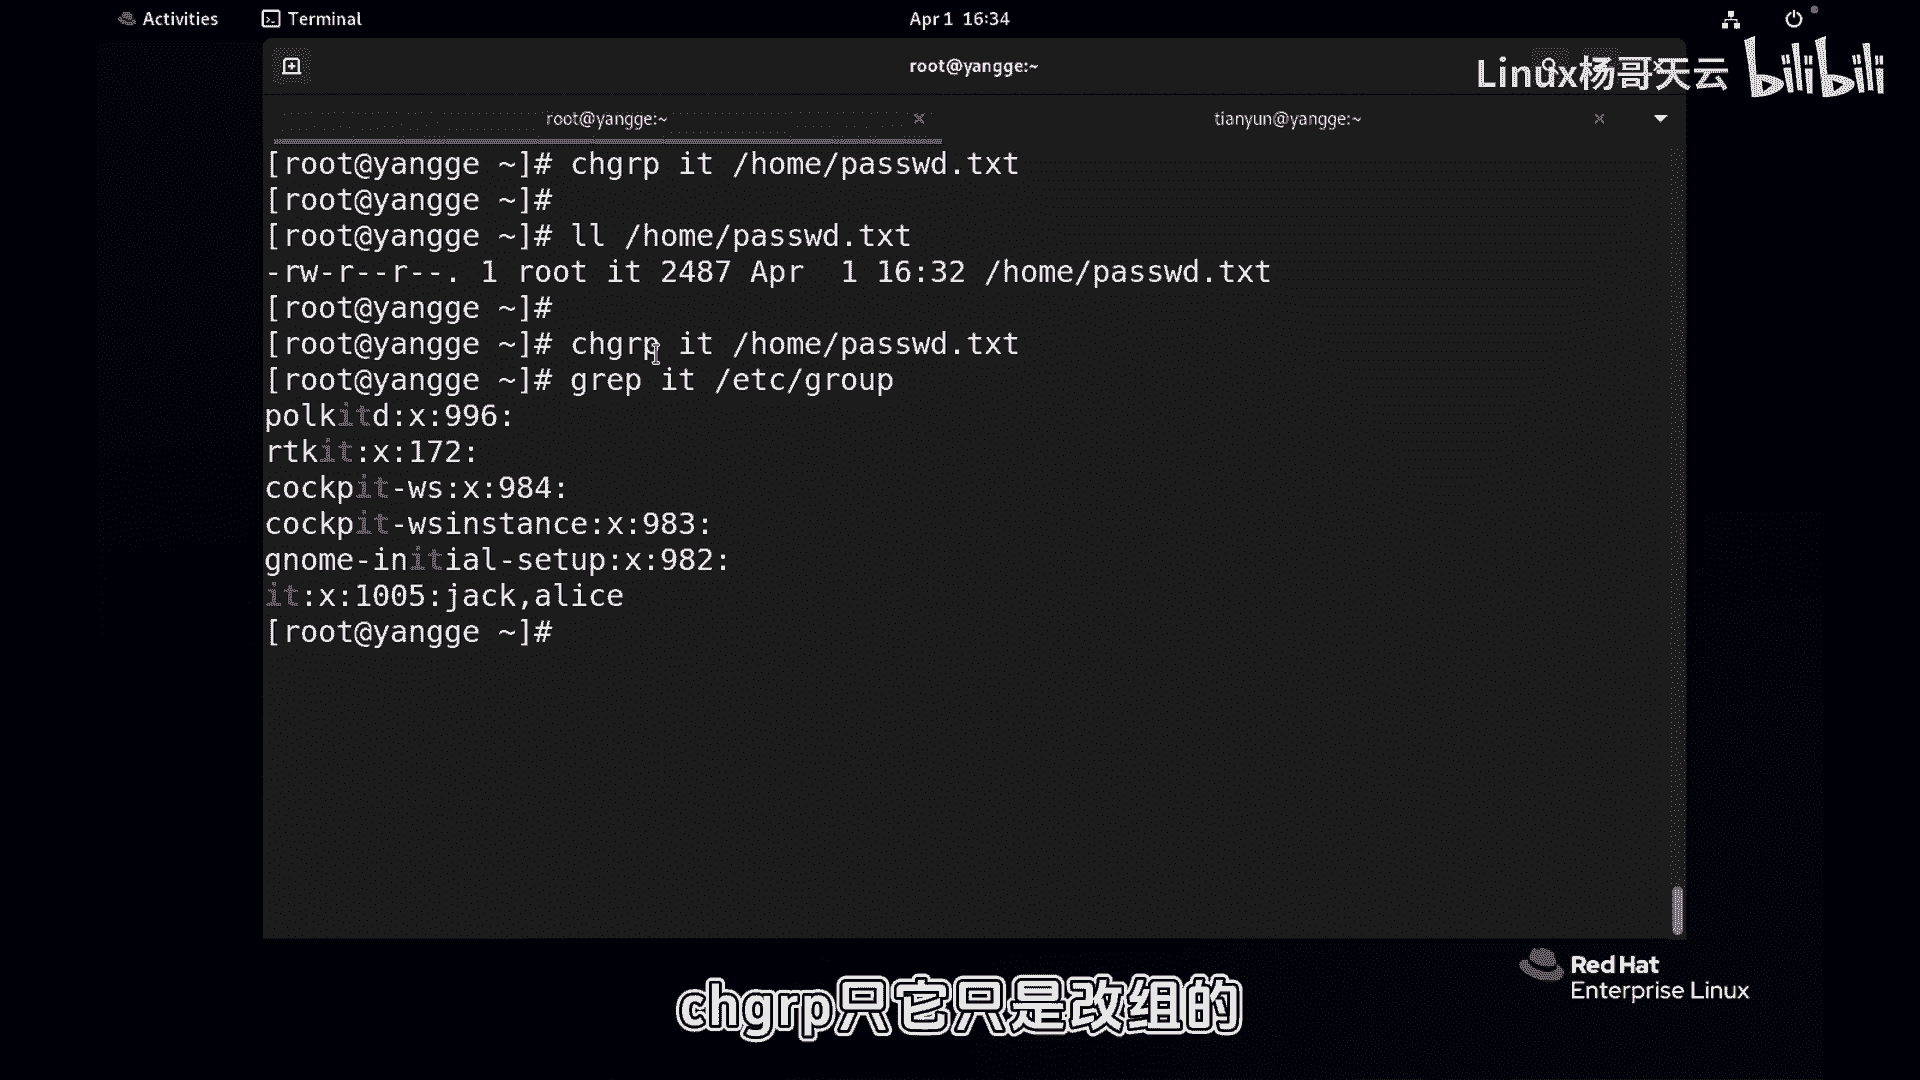 Activities
Terminal
Apr 1 16:34
root@yangge:~
Linux杨哥天云 bilibili
root@yangge:~
tianyun@yangge:~
[root@yangge ~]# chgrp it /home/passwd.txt
[root@yangge ~]#
[root@yangge ~]# ll /home/passwd.txt
-rw-r--r--. 1 root it 2487 Apr  1 16:32 /home/passwd.txt
[root@yangge ~]#
[root@yangge ~]# chgrp it /home/passwd.txt
[root@yangge ~]# grep it /etc/group
polkitd:x:996:
rtkit:x:172:
cockpit-ws:x:984:
cockpit-wsinstance:x:983:
gnome-initial-setup:x:982:
it:x:1005:jack,alice
[root@yangge ~]#
Red Hat
Enterprise Linux
chgrp只它只是改组的